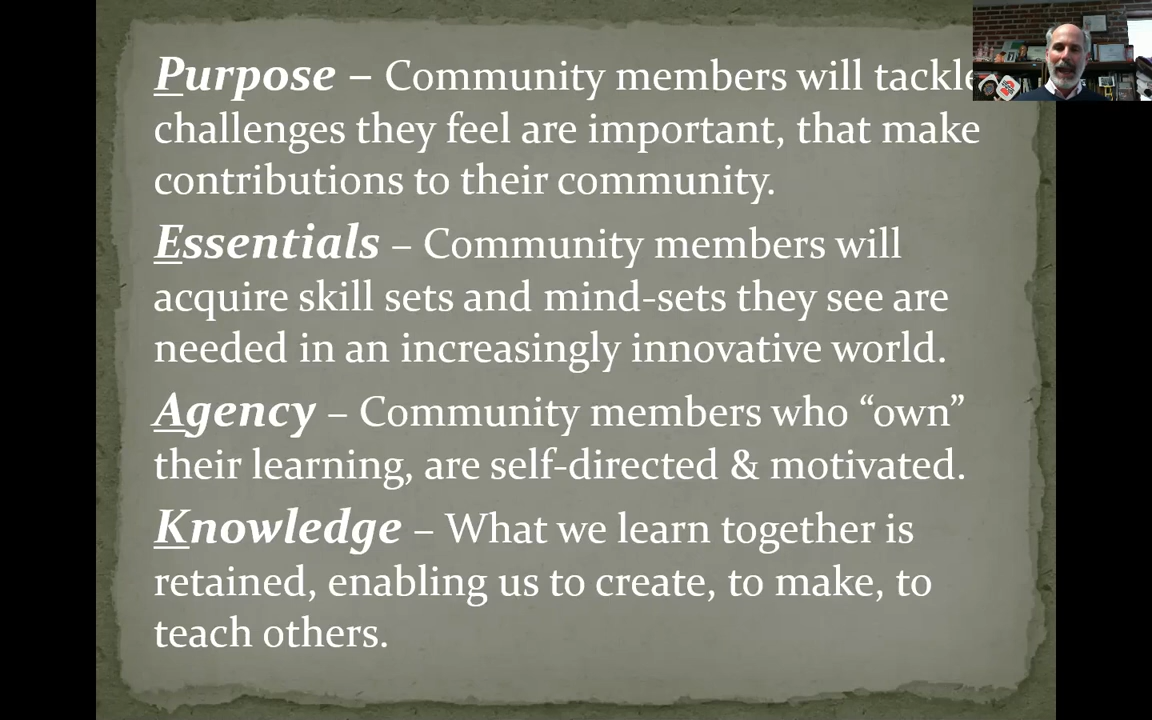 Purpose – Community members will tackle
challenges they feel are important, that make
contributions to their community.
Essentials – Community members will
acquire skill sets and mind-sets they see are
needed in an increasingly innovative world.
Agency – Community members who “own”
their learning, are self-directed & motivated.
Knowledge – What we learn together is
retained, enabling us to create, to make, to
teach others.